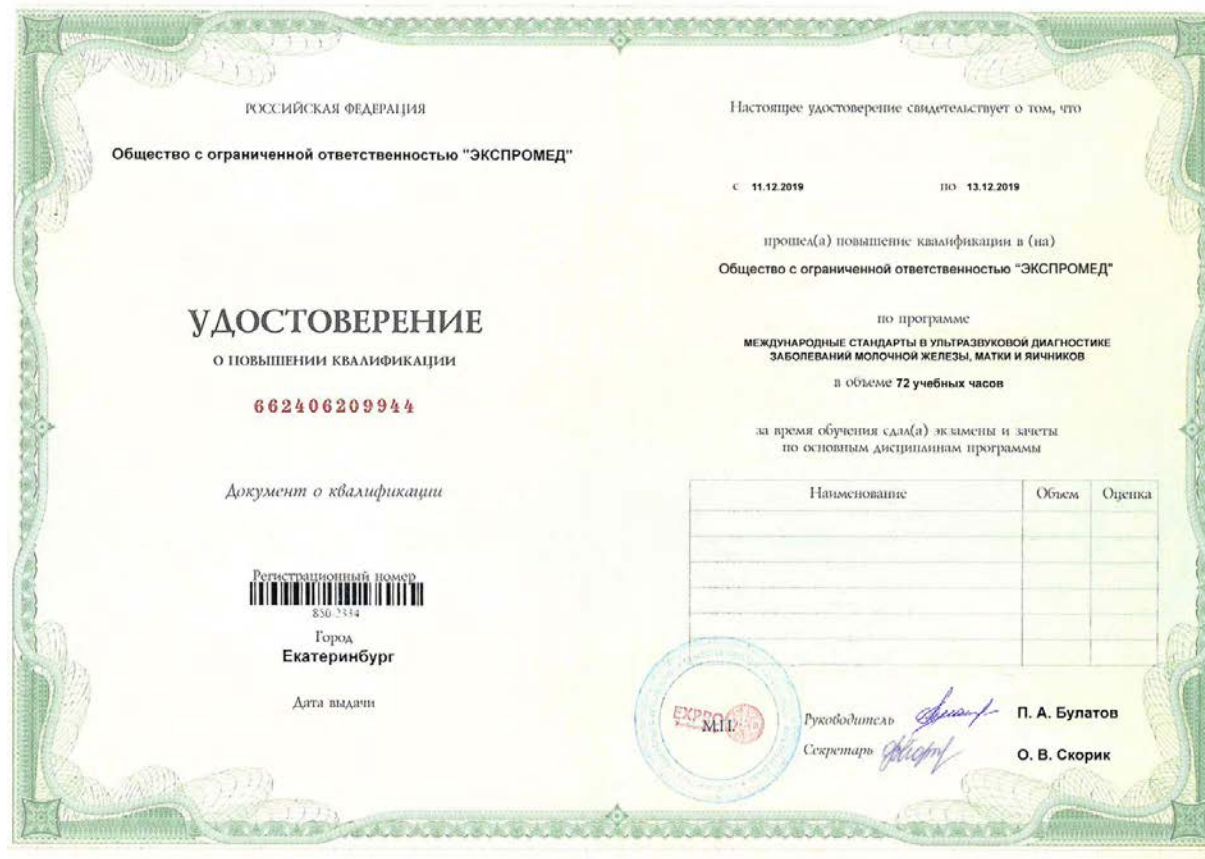 РОССИЙСКАЯ ФЕДЕРАЦИЯ
Общество с ограниченной ответственностью "ЭКСПРОМЕД"
УДОСТОВЕРЕНИЕ
О ПОВЫШЕНИИ КВАЛИФИКАЦИИ
662406209944
Документ о квалификации
Регистрационный номер
850-2334
Город
Екатеринбург
Дата выдачи
Настоящее удостоверение свидетельствует о том, что
с 11.12.2019 по 13.12.2019
прошел(а) повышение квалификации в (на)
Общество с ограниченной ответственностью "ЭКСПРОМЕД"
по программе
МЕЖДУНАРОДНЫЕ СТАНДАРТЫ В УЛЬТРАЗВУКОВОЙ ДИАГНОСТИКЕ
ЗАБОЛЕВАНИЙ МОЛОЧНОЙ ЖЕЛЕЗЫ, МАТКИ И ЯИЧНИКОВ
в объеме 72 учебных часов
за время обучения сдал(а) экзамены и зачеты
по основным дисциплинам программы
Наименование Объем Оценка
М.П.
Руководитель П. А. Булатов
Секретарь О. В. Скорик